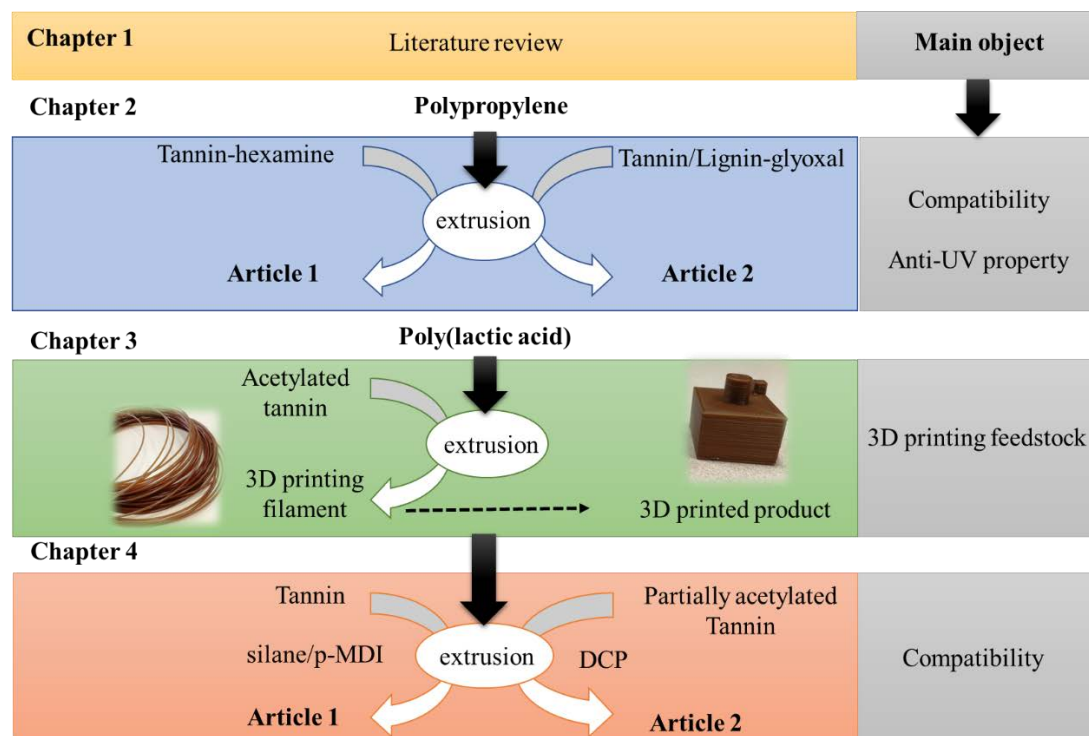 Chapter 1
Literature review
Main object
Chapter 2
Polypropylene
Tannin-hexamine
Tannin/Lignin-glyoxal
extrusion
Article 1
Article 2
Compatibility
Anti-UV property
Chapter 3
Poly(lactic acid)
Acetylated
tannin
extrusion
3D printing
filament
3D printed product
3D printing feedstock
Chapter 4
Tannin
Partially acetylated
Tannin
silane/p-MDI
extrusion
DCP
Article 1
Article 2
Compatibility